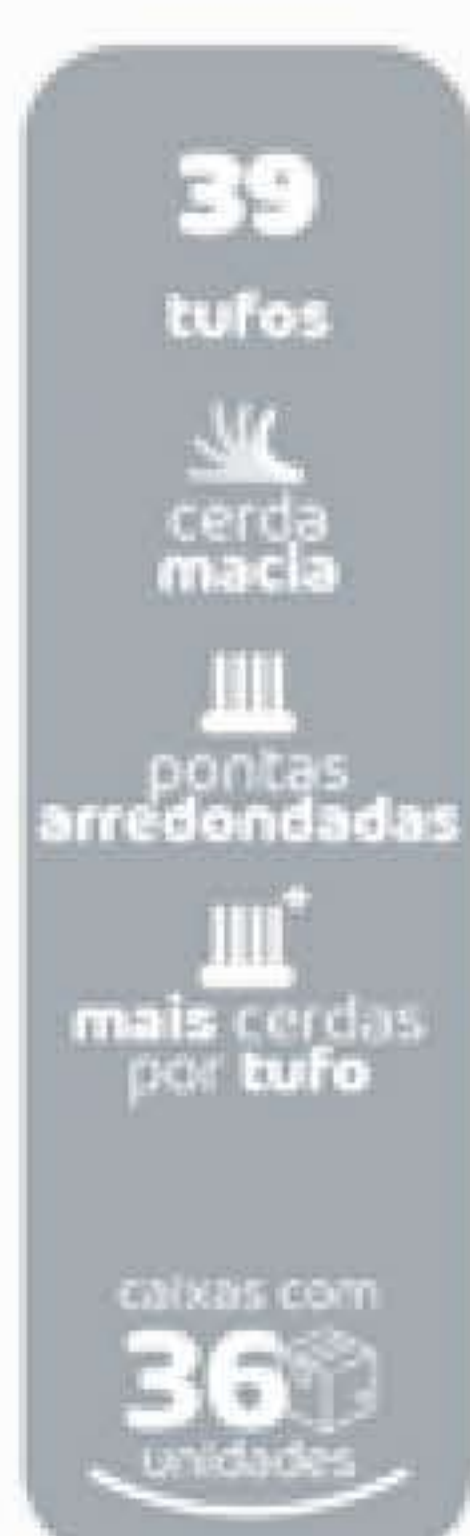 39
tufos
cerda
macia
pontas
arredondadas
mais cerdas
por tufo
caixas com
36
unidades